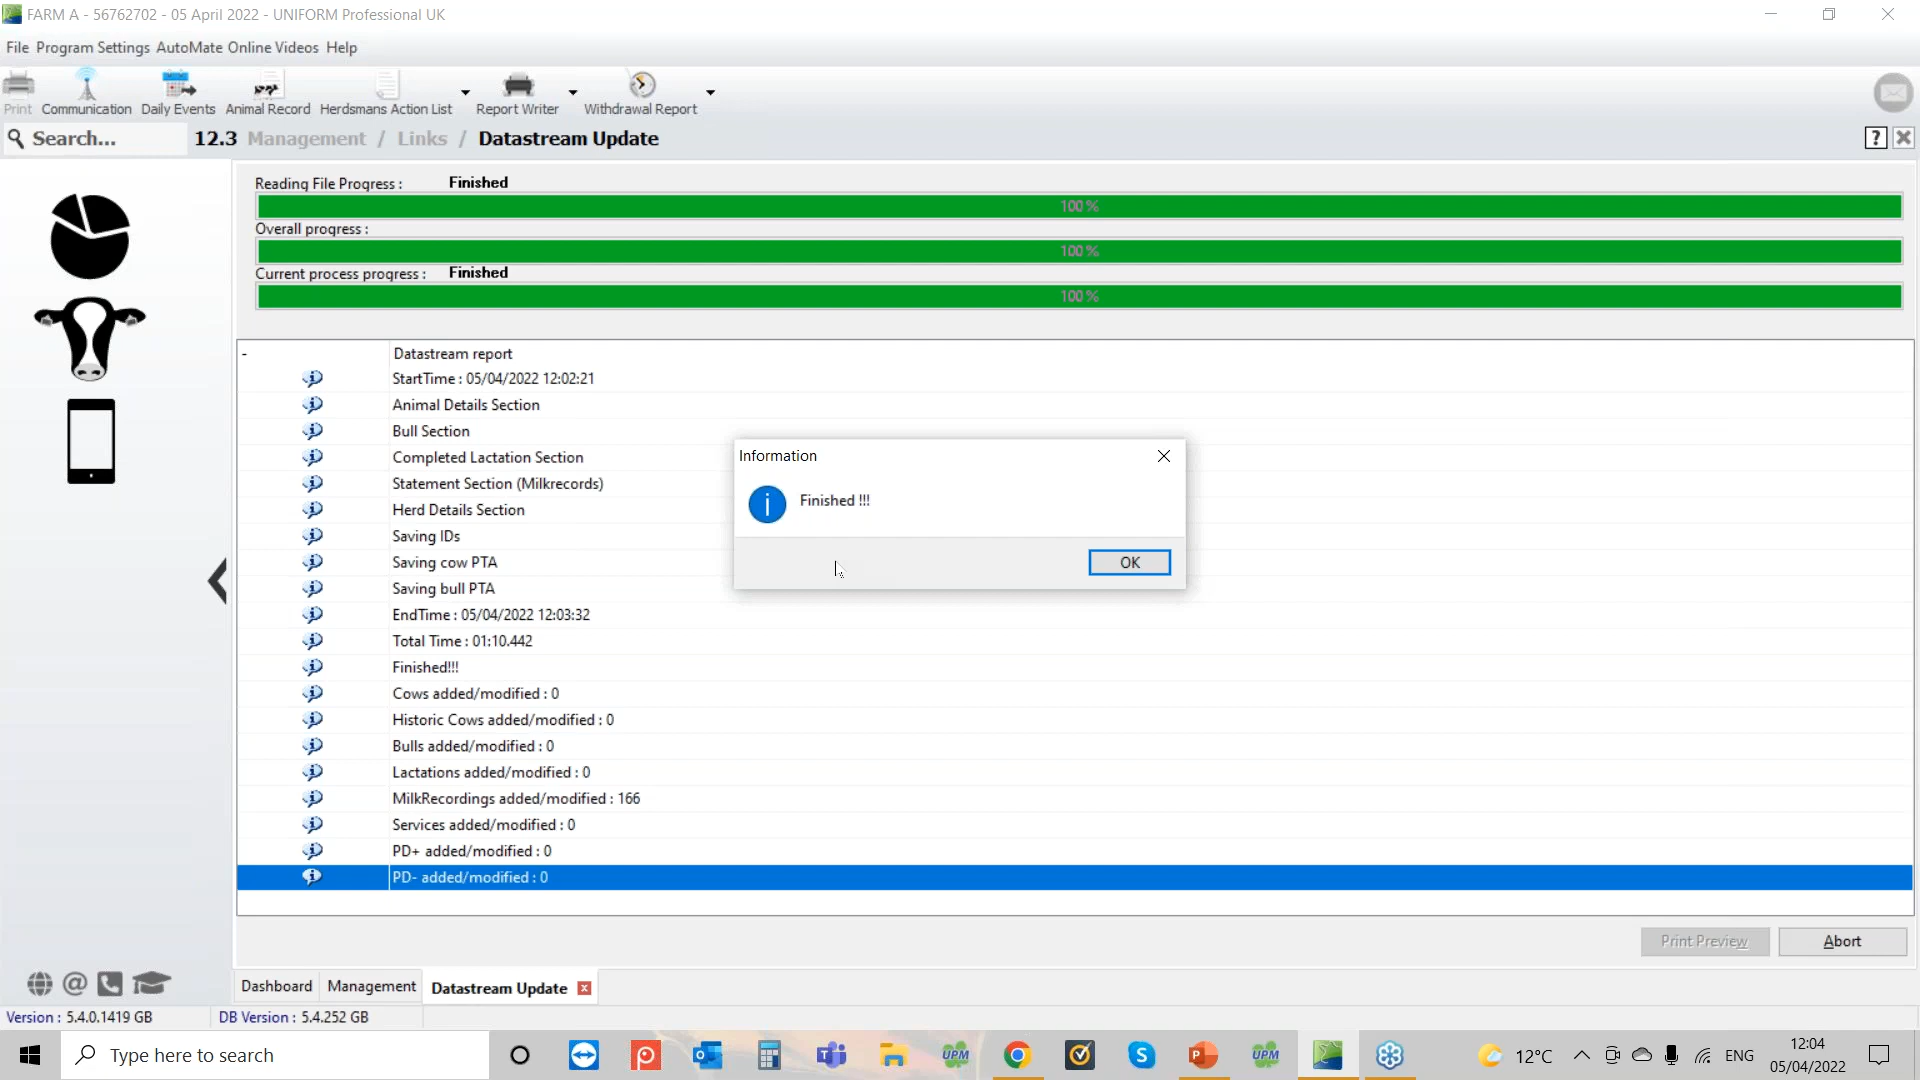 FARM A - 56762702 - 05 April 2022 - UNIFORM Professional UK
File Program Settings AutoMate Online Videos Help
Print Communication Daily Events Animal Record Herdsmans Action List Report Writer Withdrawal Report
Search... 12.3 Management / Links / Datastream Update ?
Reading File Progress : Finished
100 %
Overall progress :
100 %
Current process progress : Finished
100 %
- Datastream report
StartTime : 05/04/2022 12:02:21
Animal Details Section
Bull Section
Completed Lactation Section
Statement Section (Milkrecords)
Herd Details Section
Saving IDs
Saving cow PTA
Saving bull PTA
EndTime : 05/04/2022 12:03:32
Total Time : 01:10.442
Finished!!!
Cows added/modified : 0
Historic Cows added/modified : 0
Bulls added/modified : 0
Lactations added/modified : 0
MilkRecordings added/modified : 166
Services added/modified : 0
PD+ added/modified : 0
PD- added/modified : 0
Information
Finished !!!
OK
Print Preview Abort
Dashboard Management Datastream Update
Version : 5.4.0.1419 GB DB Version : 5.4.252 GB
Type here to search UPM UPM 12°C ENG 12:04
05/04/2022